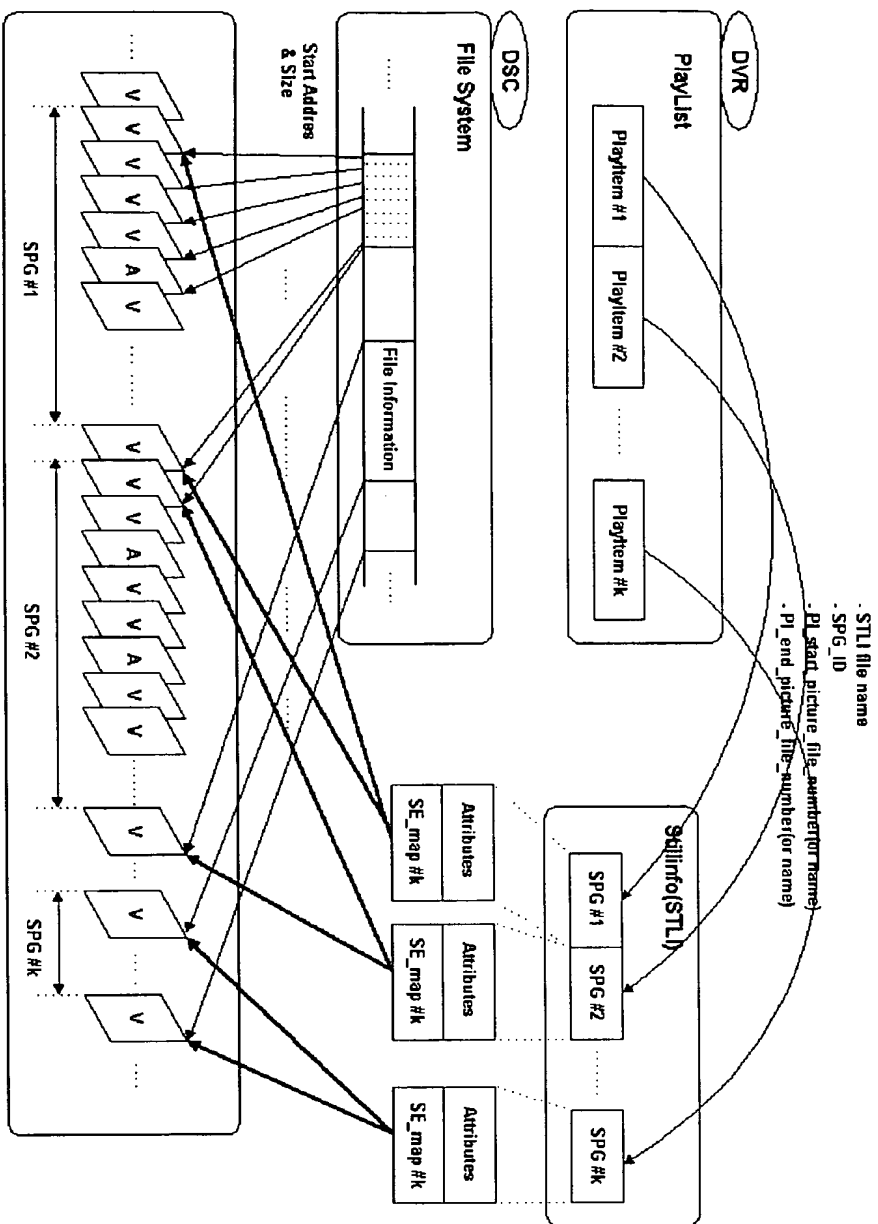 - STLI file name
- SPG_ID
- PI_start_picture_file_number(or name)
- PI_end_picture_file_number(or name)
DVR
PlayList
PlayItem #1 PlayItem #2 ...... PlayItem #k
StillInfo(STLI)
SPG #1 SPG #2 ...... SPG #k
DSC
File System
...... File Information ......
Attributes Attributes Attributes
SE_map #k SE_map #k SE_map #k
Start Addres
& Size
...... V V V V V A V ...... V V V A V V A V V ...... V ...... V ...... V ......
SPG #1 SPG #2 SPG #k